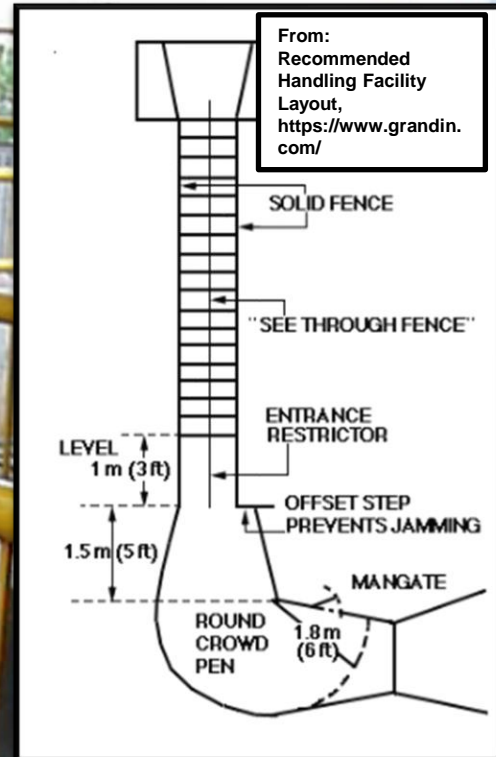 From:
Recommended
Handling Facility
Layout,
https://www.grandin.
com/
SOLID FENCE
"SEE THROUGH FENCE"
ENTRANCE
RESTRICTOR
LEVEL
1 m (3 ft)
OFFSET STEP
PREVENTS JAMMING
1.5 m (5 ft)
MANGATE
1.8 m
(6 ft)
ROUND
CROWD
PEN